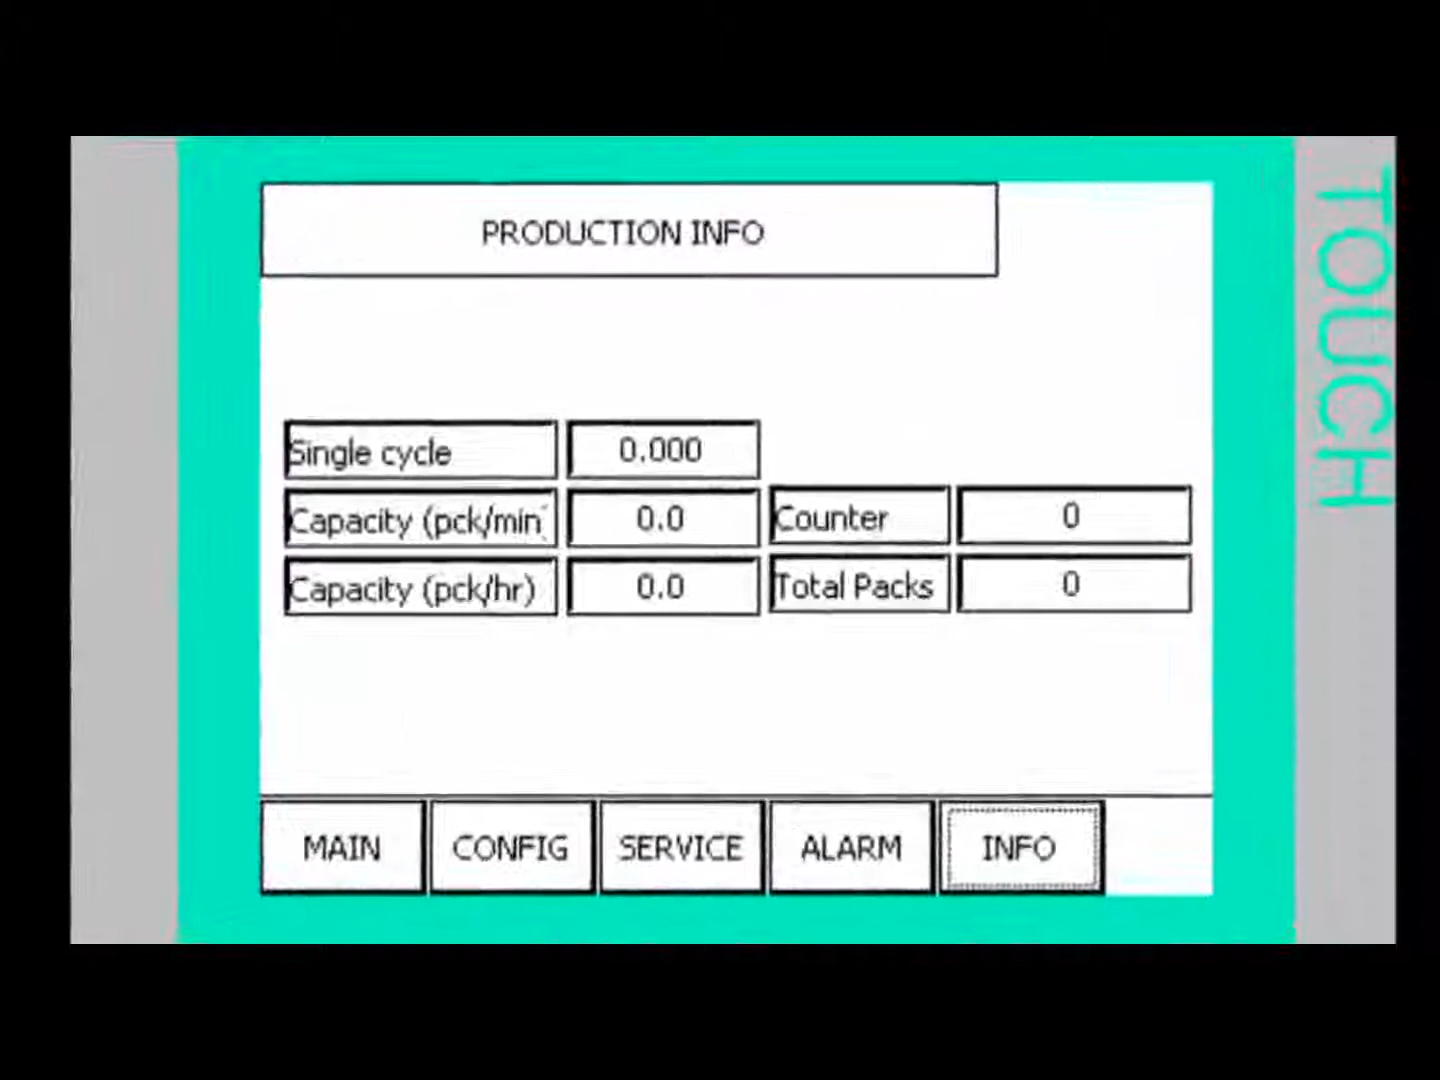 PRODUCTION INFO
Single cycle 0.000
Capacity (pck/min) 0.0 Counter 0
Capacity (pck/hr) 0.0 Total Packs 0
MAIN CONFIG SERVICE ALARM INFO
TOUCH